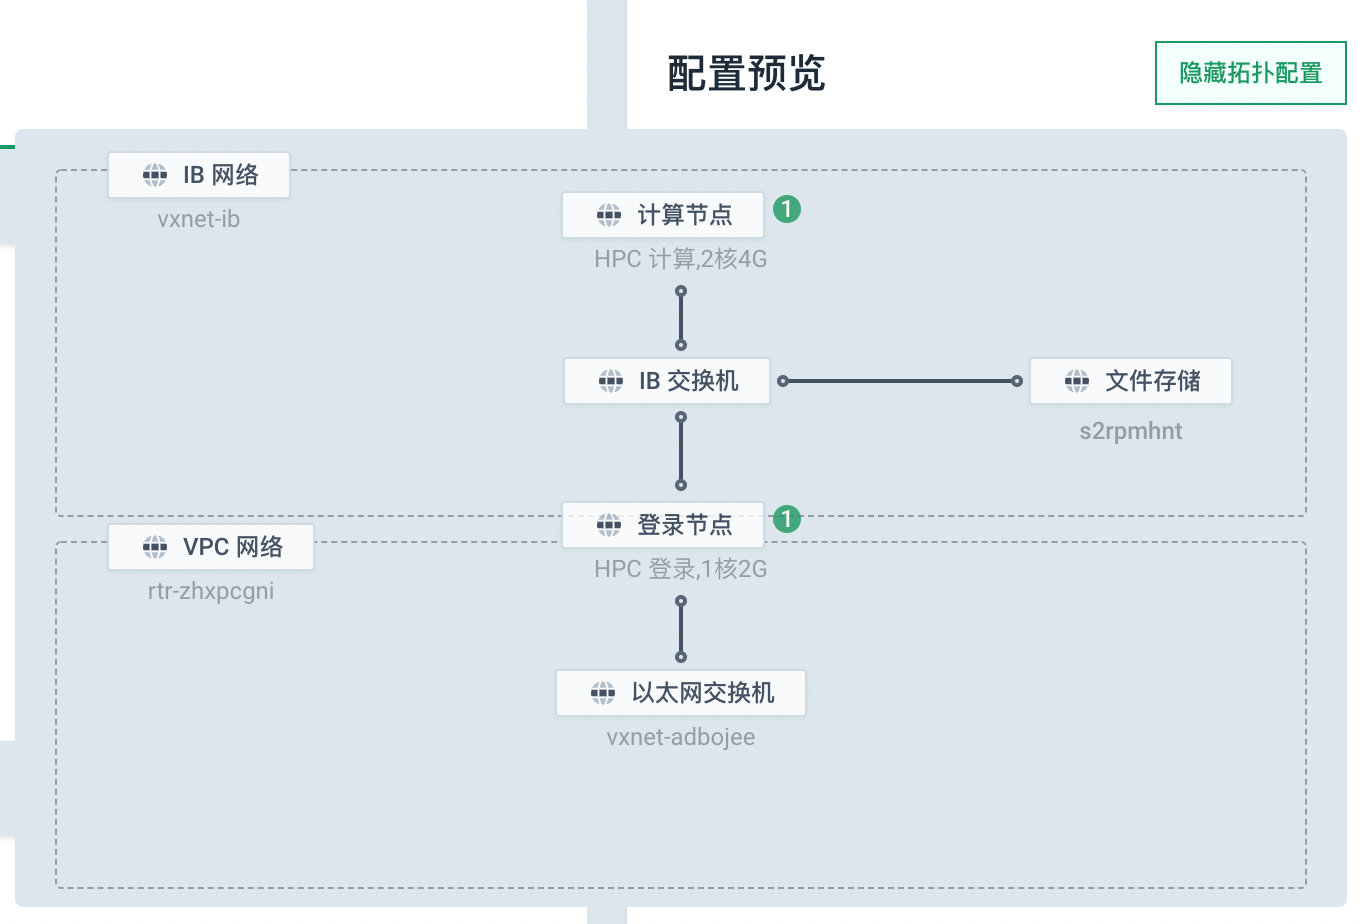 配置预览
隐藏拓扑配置
IB 网络
vxnet-ib
计算节点
1
HPC 计算,2核4G
IB 交换机
文件存储
s2rpmhnt
登录节点
1
HPC 登录,1核2G
VPC 网络
rtr-zhxpcgni
以太网交换机
vxnet-adbojee